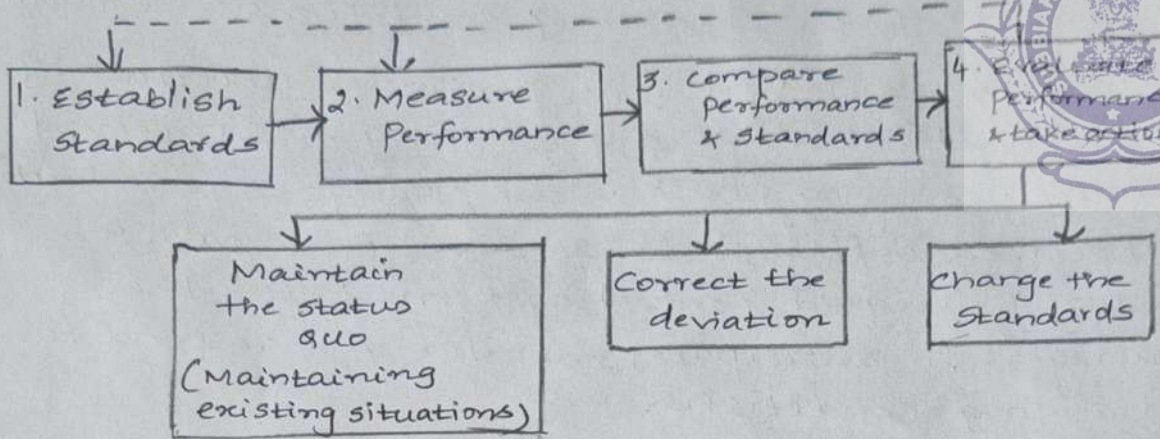 1. Establish
Standards
2. Measure
Performance
3. Compare
performance
& Standards
4. Evaluate
Performance
& take action
Maintain
the status
quo
(Maintaining
existing situations)
Correct the
deviation
Change the
Standards